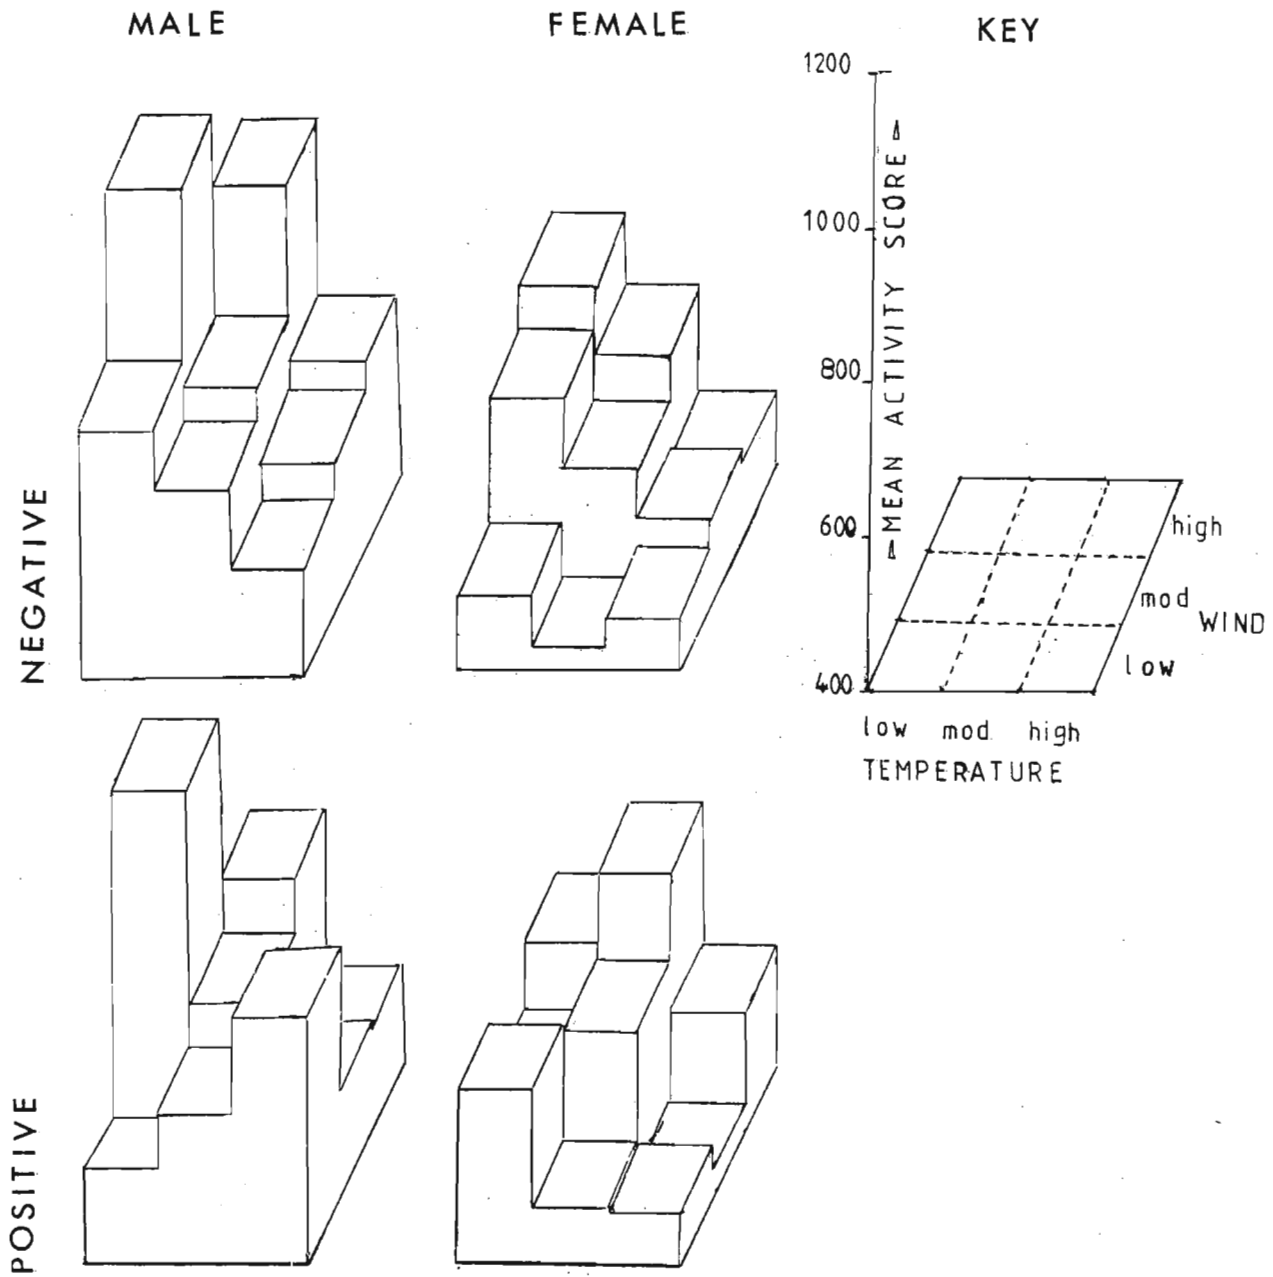 MALE FEMALE KEY
1200
1000
800
600
400
MEAN ACTIVITY SCORE
high
mod
low
WIND
low mod high
TEMPERATURE
NEGATIVE
POSITIVE